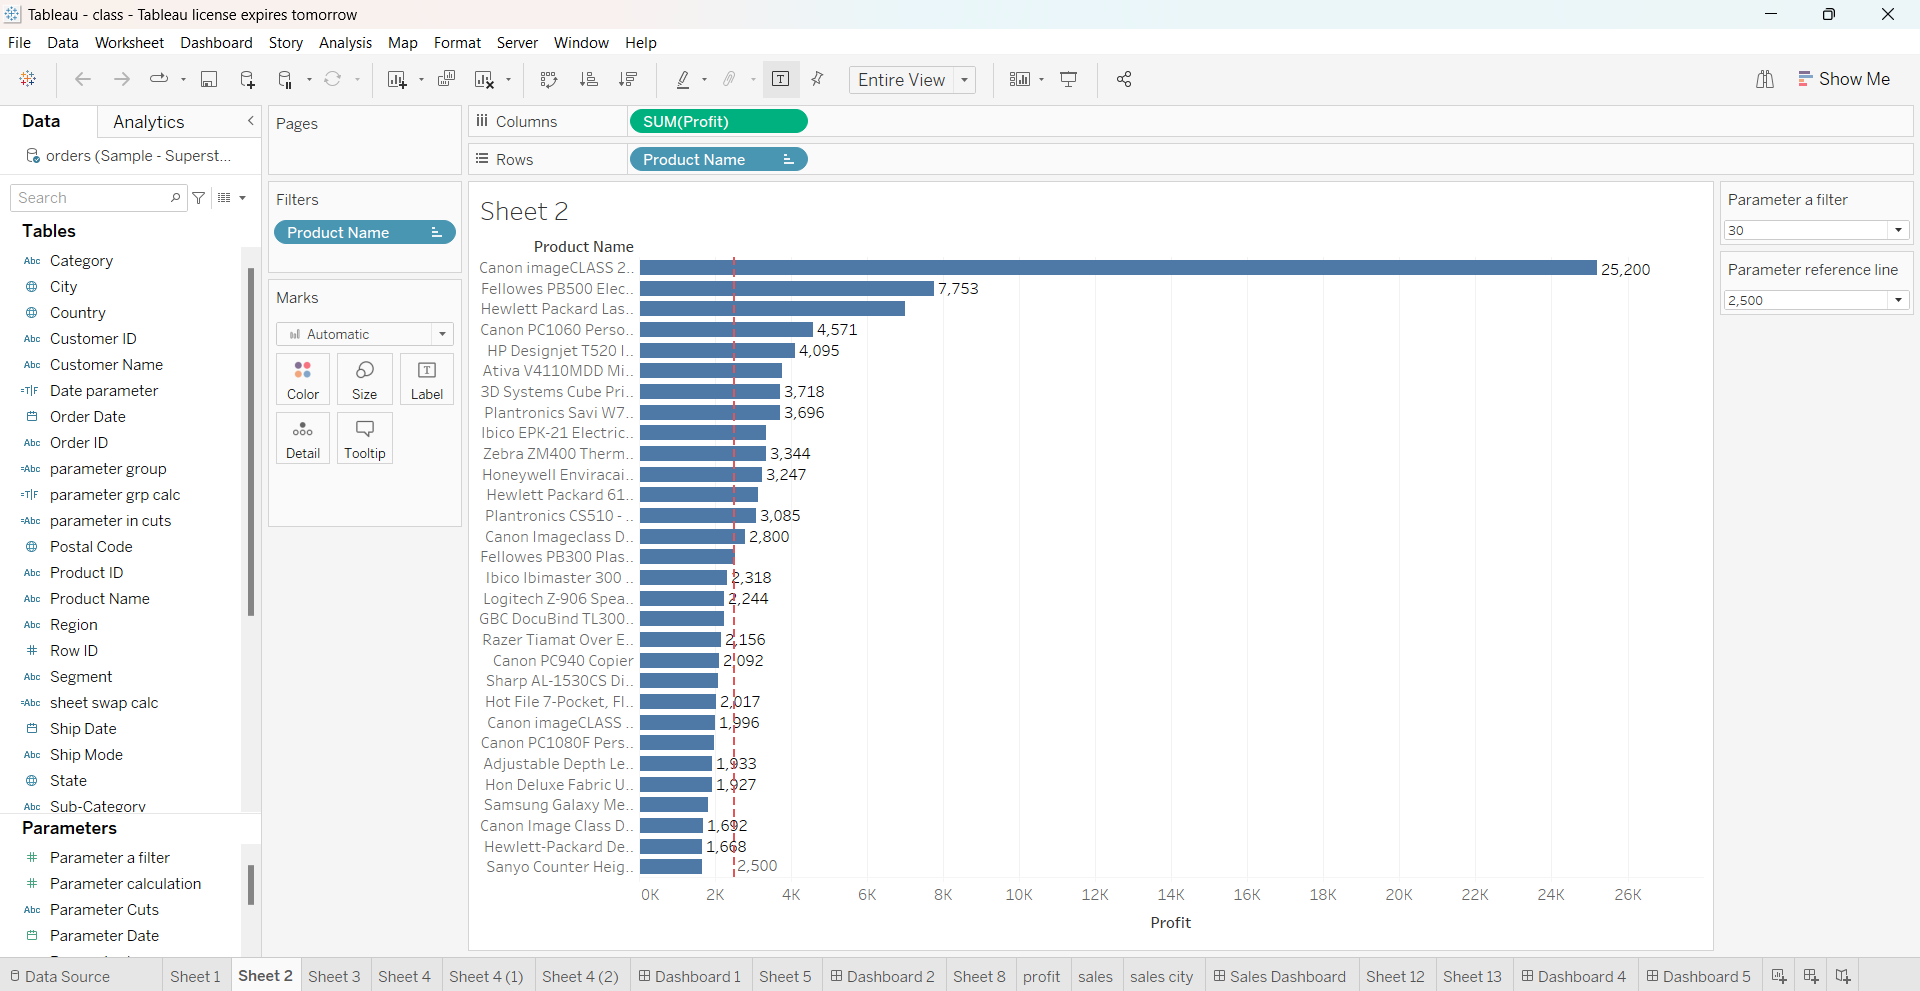 Tableau - class - Tableau license expires tomorrow
File Data Worksheet Dashboard Story Analysis Map Format Server Window Help
Entire View
Show Me
Data Analytics
orders (Sample - Superst...
Search
Tables
Abc Category
City
Country
Abc Customer ID
Abc Customer Name
=T|F Date parameter
Order Date
Abc Order ID
=Abc parameter group
=T|F parameter grp calc
=Abc parameter in cuts
Postal Code
Abc Product ID
Abc Product Name
Abc Region
# Row ID
Abc Segment
=Abc sheet swap calc
Ship Date
Abc Ship Mode
State
Abc Sub-Category
Parameters
# Parameter a filter
# Parameter calculation
Abc Parameter Cuts
Parameter Date
Pages
Filters
Product Name
Marks
Automatic
Color Size Label
Detail Tooltip
Columns SUM(Profit)
Rows Product Name
Sheet 2
Product Name
Canon imageCLASS 2.. 25,200
Fellowes PB500 Elec.. 7,753
Hewlett Packard Las..
Canon PC1060 Perso.. 4,571
HP Designjet T520 I.. 4,095
Ativa V4110MDD Mi..
3D Systems Cube Pri.. 3,718
Plantronics Savi W7.. 3,696
Ibico EPK-21 Electric..
Zebra ZM400 Therm.. 3,344
Honeywell Enviracai.. 3,247
Hewlett Packard 61..
Plantronics CS510 - .. 3,085
Canon Imageclass D.. 2,800
Fellowes PB300 Plas..
Ibico Ibimaster 300 .. 2,318
Logitech Z-906 Spea.. 2,244
GBC DocuBind TL300..
Razer Tiamat Over E.. 2,156
Canon PC940 Copier 2,092
Sharp AL-1530CS Di..
Hot File 7-Pocket, Fl.. 2,017
Canon imageCLASS .. 1,996
Canon PC1080F Pers..
Adjustable Depth Le.. 1,933
Hon Deluxe Fabric U.. 1,927
Samsung Galaxy Me..
Canon Image Class D.. 1,692
Hewlett-Packard De.. 1,668
Sanyo Counter Heig.. 2,500
0K 2K 4K 6K 8K 10K 12K 14K 16K 18K 20K 22K 24K 26K
Profit
Parameter a filter
30
Parameter reference line
2,500
Data Source Sheet 1 Sheet 2 Sheet 3 Sheet 4 Sheet 4 (1) Sheet 4 (2) Dashboard 1 Sheet 5 Dashboard 2 Sheet 8 profit sales sales city Sales Dashboard Sheet 12 Sheet 13 Dashboard 4 Dashboard 5